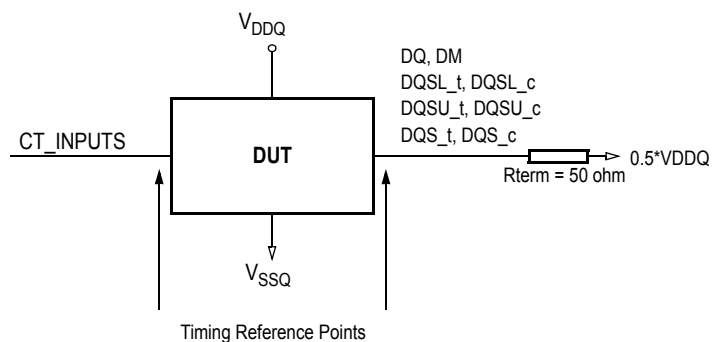 VDDQ
DQ, DM
DQSL_t, DQSL_c
DQSU_t, DQSU_c
DQS_t, DQS_c
CT_INPUTS
DUT
0.5*VDDQ
Rterm = 50 ohm
VSSQ
Timing Reference Points